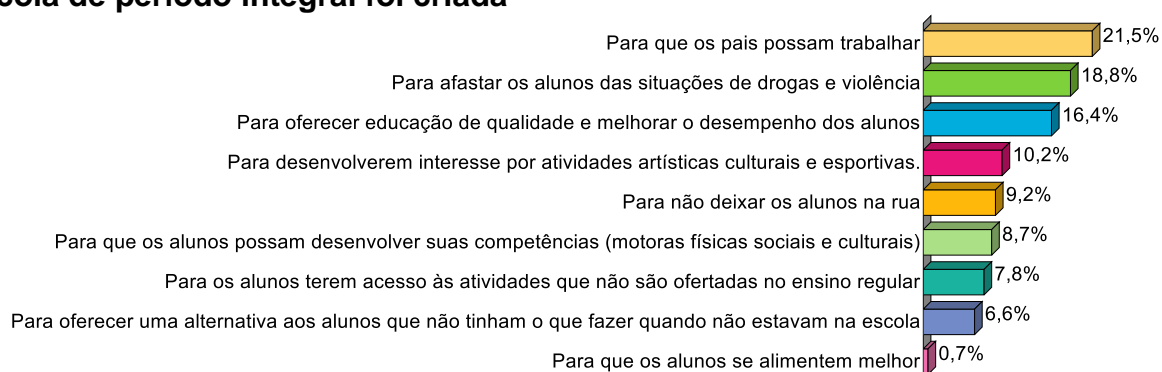 de período integral foi criada
Para que os pais possam trabalhar 21,5%
Para afastar os alunos das situações de drogas e violência 18,8%
Para oferecer educação de qualidade e melhorar o desempenho dos alunos 16,4%
Para desenvolverem interesse por atividades artísticas culturais e esportivas. 10,2%
Para não deixar os alunos na rua 9,2%
Para que os alunos possam desenvolver suas competências (motoras físicas sociais e culturais) 8,7%
Para os alunos terem acesso às atividades que não são ofertadas no ensino regular 7,8%
Para oferecer uma alternativa aos alunos que não tinham o que fazer quando não estavam na escola 6,6%
Para que os alunos se alimentem melhor 0,7%